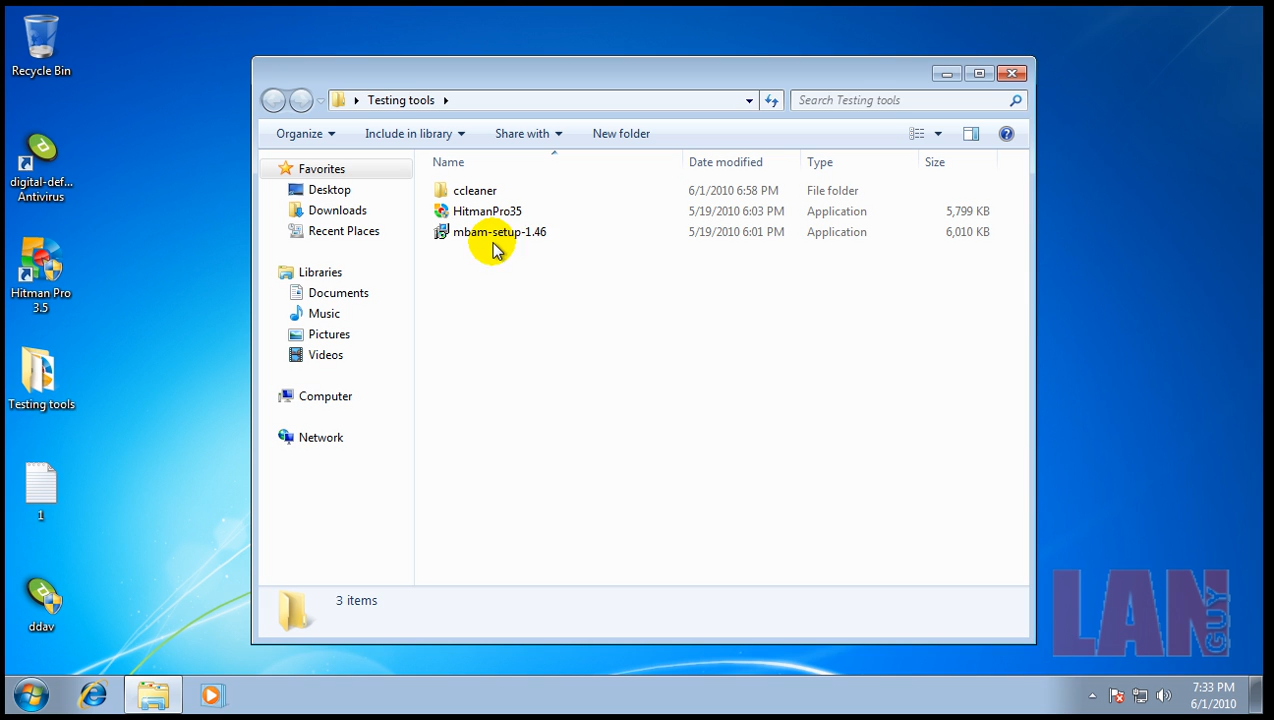 Recycle Bin
digital-def...
Antivirus
Hitman Pro
3.5
Testing tools
1
ddav
Testing tools
Search Testing tools
Organize
Include in library
Share with
New folder
Favorites
Desktop
Downloads
Recent Places
Libraries
Documents
Music
Pictures
Videos
Computer
Network
Name Date modified Type Size
ccleaner 6/1/2010 6:58 PM File folder
HitmanPro35 5/19/2010 6:03 PM Application 5,799 KB
mbam-setup-1.46 5/19/2010 6:01 PM Application 6,010 KB
3 items
LAN
GUY
7:33 PM
6/1/2010